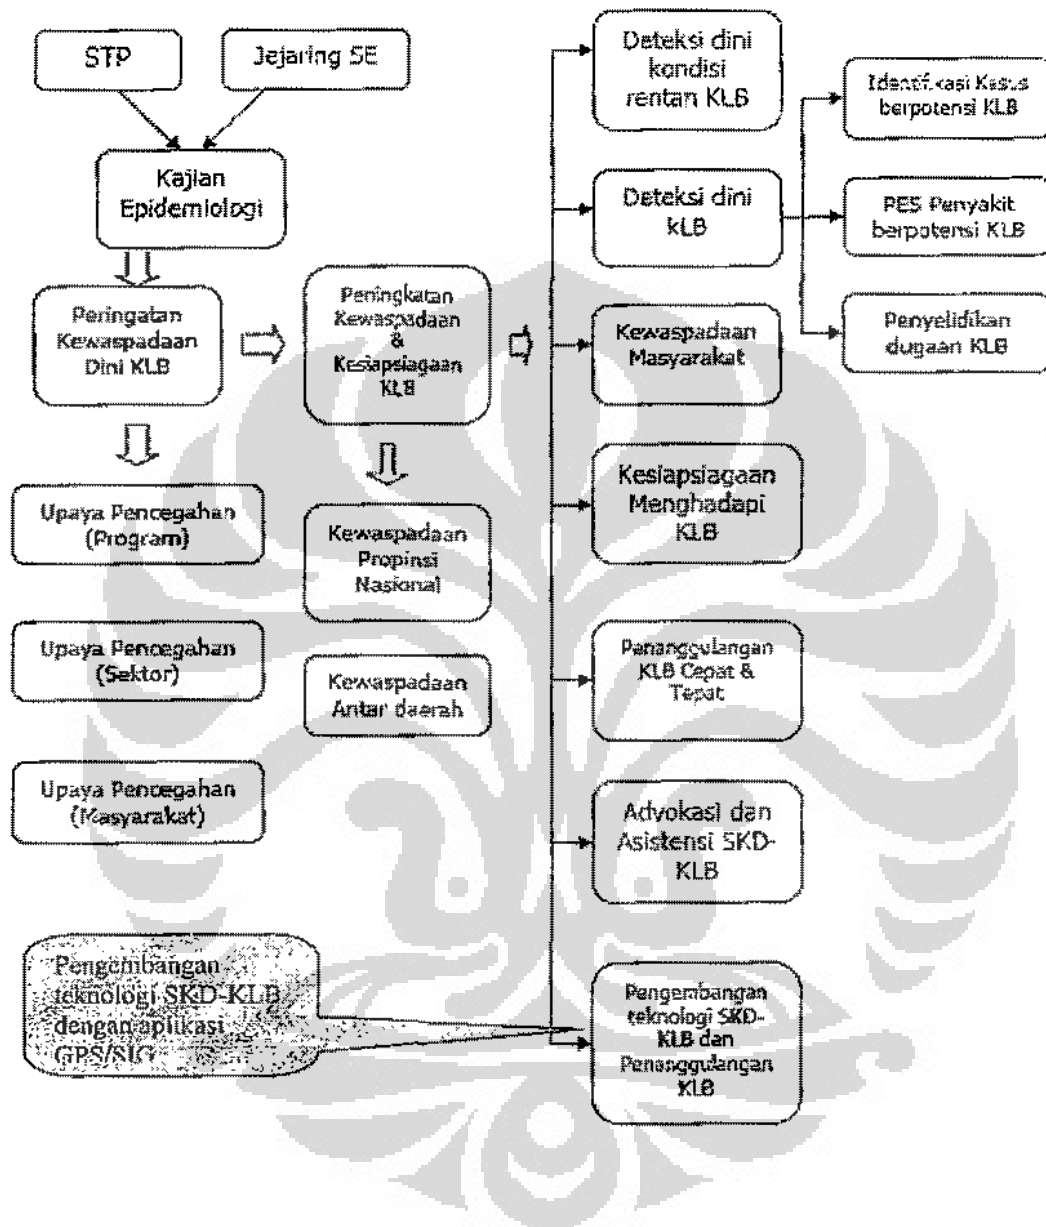 STP
Jejaring SE
Kajian
Epidemiologi
Peringatan
Kewaspadaan
Dini KLB
Upaya Pencegahan
(Program)
Upaya Pencegahan
(Sektor)
Upaya Pencegahan
(Masyarakat)
Peningkatan
Kewaspadaan
&
Kesiapsiagaan
KLB
Kewaspadaan
Propinsi
Nasional
Kewaspadaan
Antar daerah
Deteksi dini
kondisi
rentan KLB
Deteksi dini
kLB
Kewaspadaan
Masyarakat
Kesiapsiagaan
Menghadapi
KLB
Penanggulangan
KLB Cepat &
Tepat
Advokasi dan
Asistensi SKD-
KLB
Pengembangan
teknologi SKD-
KLB dan
Penanggulangan
KLB
Identifikasi Kasus
berpotensi KLB
PES Penyakit
berpotensi KLB
Penyelidikan
dugaan KLB
Pengembangan
teknologi SKD-KLB
dengan aplikasi
GPS/SIG